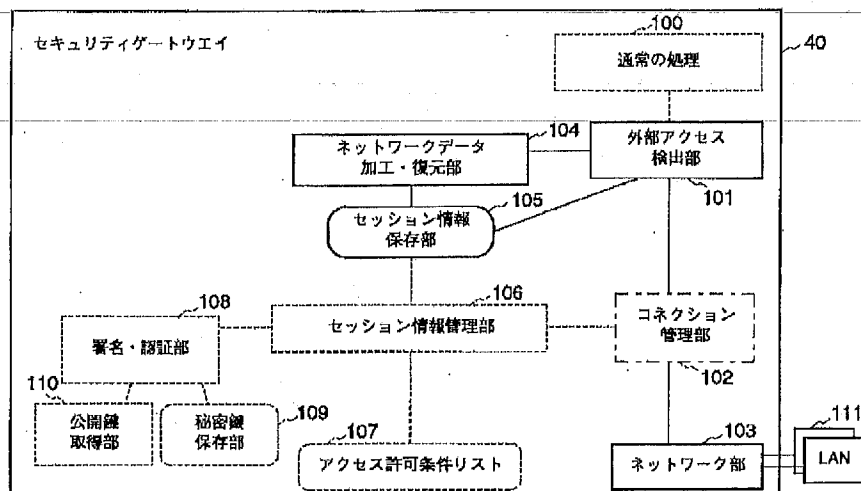 セキュリティゲートウエイ
100
通常の処理
40
104
ネットワークデータ
加工・復元部
外部アクセス
検出部
101
105
セッション情報
保存部
106
セッション情報管理部
コネクション
管理部
102
108
署名・認証部
110
公開鍵
取得部
秘密鍵
保存部
109
107
アクセス許可条件リスト
103
ネットワーク部
111
LAN